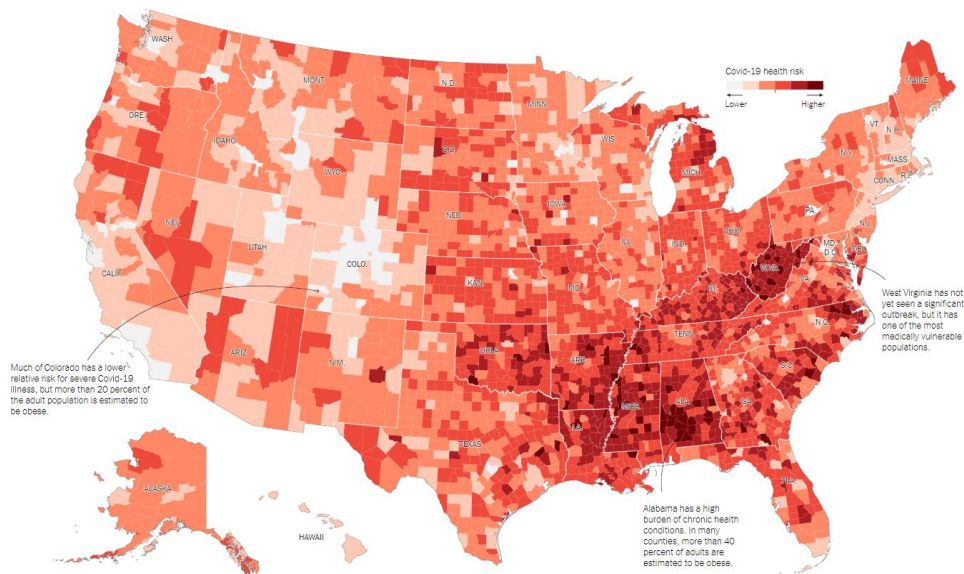 WASH.
MONT.
N.D.
MINN.
ORE.
IDAHO
S.D.
WIS.
MICH.
N.Y.
VT.
N.H.
MAINE
MASS.
CONN.
R.I.
Covid-19 health risk
Lower
Higher
WYO.
NEV.
NEB.
IOWA
UTAH
COLO.
ILL.
IND.
OHIO
PA.
N.J.
MD.
D.C.
DEL.
CALIF.
KAN.
MO.
KY.
W.VA.
VA.
West Virginia has not
yet seen a significant
outbreak, but it has
one of the most
medically vulnerable
populations.
ARIZ.
N.M.
OKLA.
ARK.
TENN.
N.C.
S.C.
Much of Colorado has a lower
relative risk for severe Covid-19
illness, but more than 20 percent of
the adult population is estimated to
be obese.
TEXAS
LA.
MISS.
ALA.
GA.
FLA.
ALASKA
HAWAII
Alabama has a high
burden of chronic health
conditions. In many
counties, more than 40
percent of adults are
estimated to be obese.